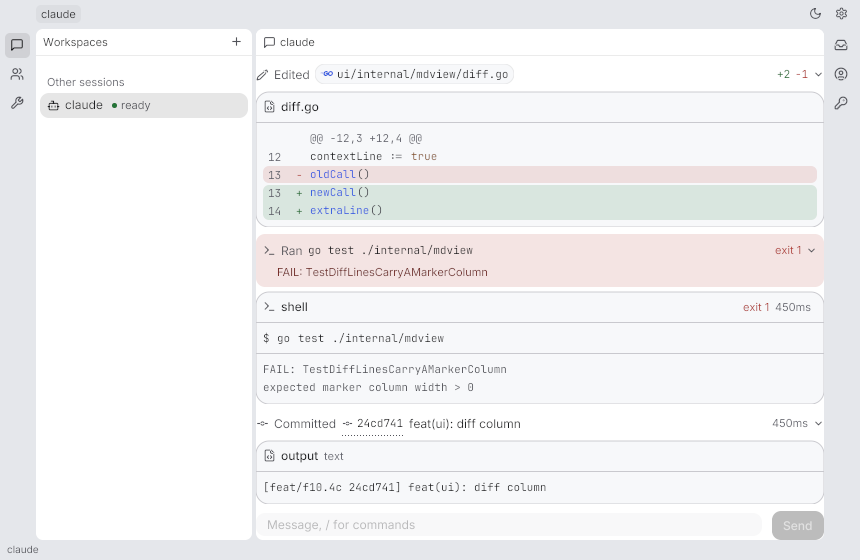 claude
Workspaces
+
claude
Other sessions
claude ready
Edited ui/internal/mdview/diff.go +2 -1
diff.go
@@ -12,3 +12,4 @@
12 contextLine := true
13 - oldCall()
13 + newCall()
14 + extraLine()
Ran go test ./internal/mdview exit 1
FAIL: TestDiffLinesCarryAMarkerColumn
shell exit 1 450ms
$ go test ./internal/mdview
FAIL: TestDiffLinesCarryAMarkerColumn
expected marker column width > 0
Committed 24cd741 feat(ui): diff column 450ms
output text
[feat/f10.4c 24cd741] feat(ui): diff column
Message, / for commands
Send
claude